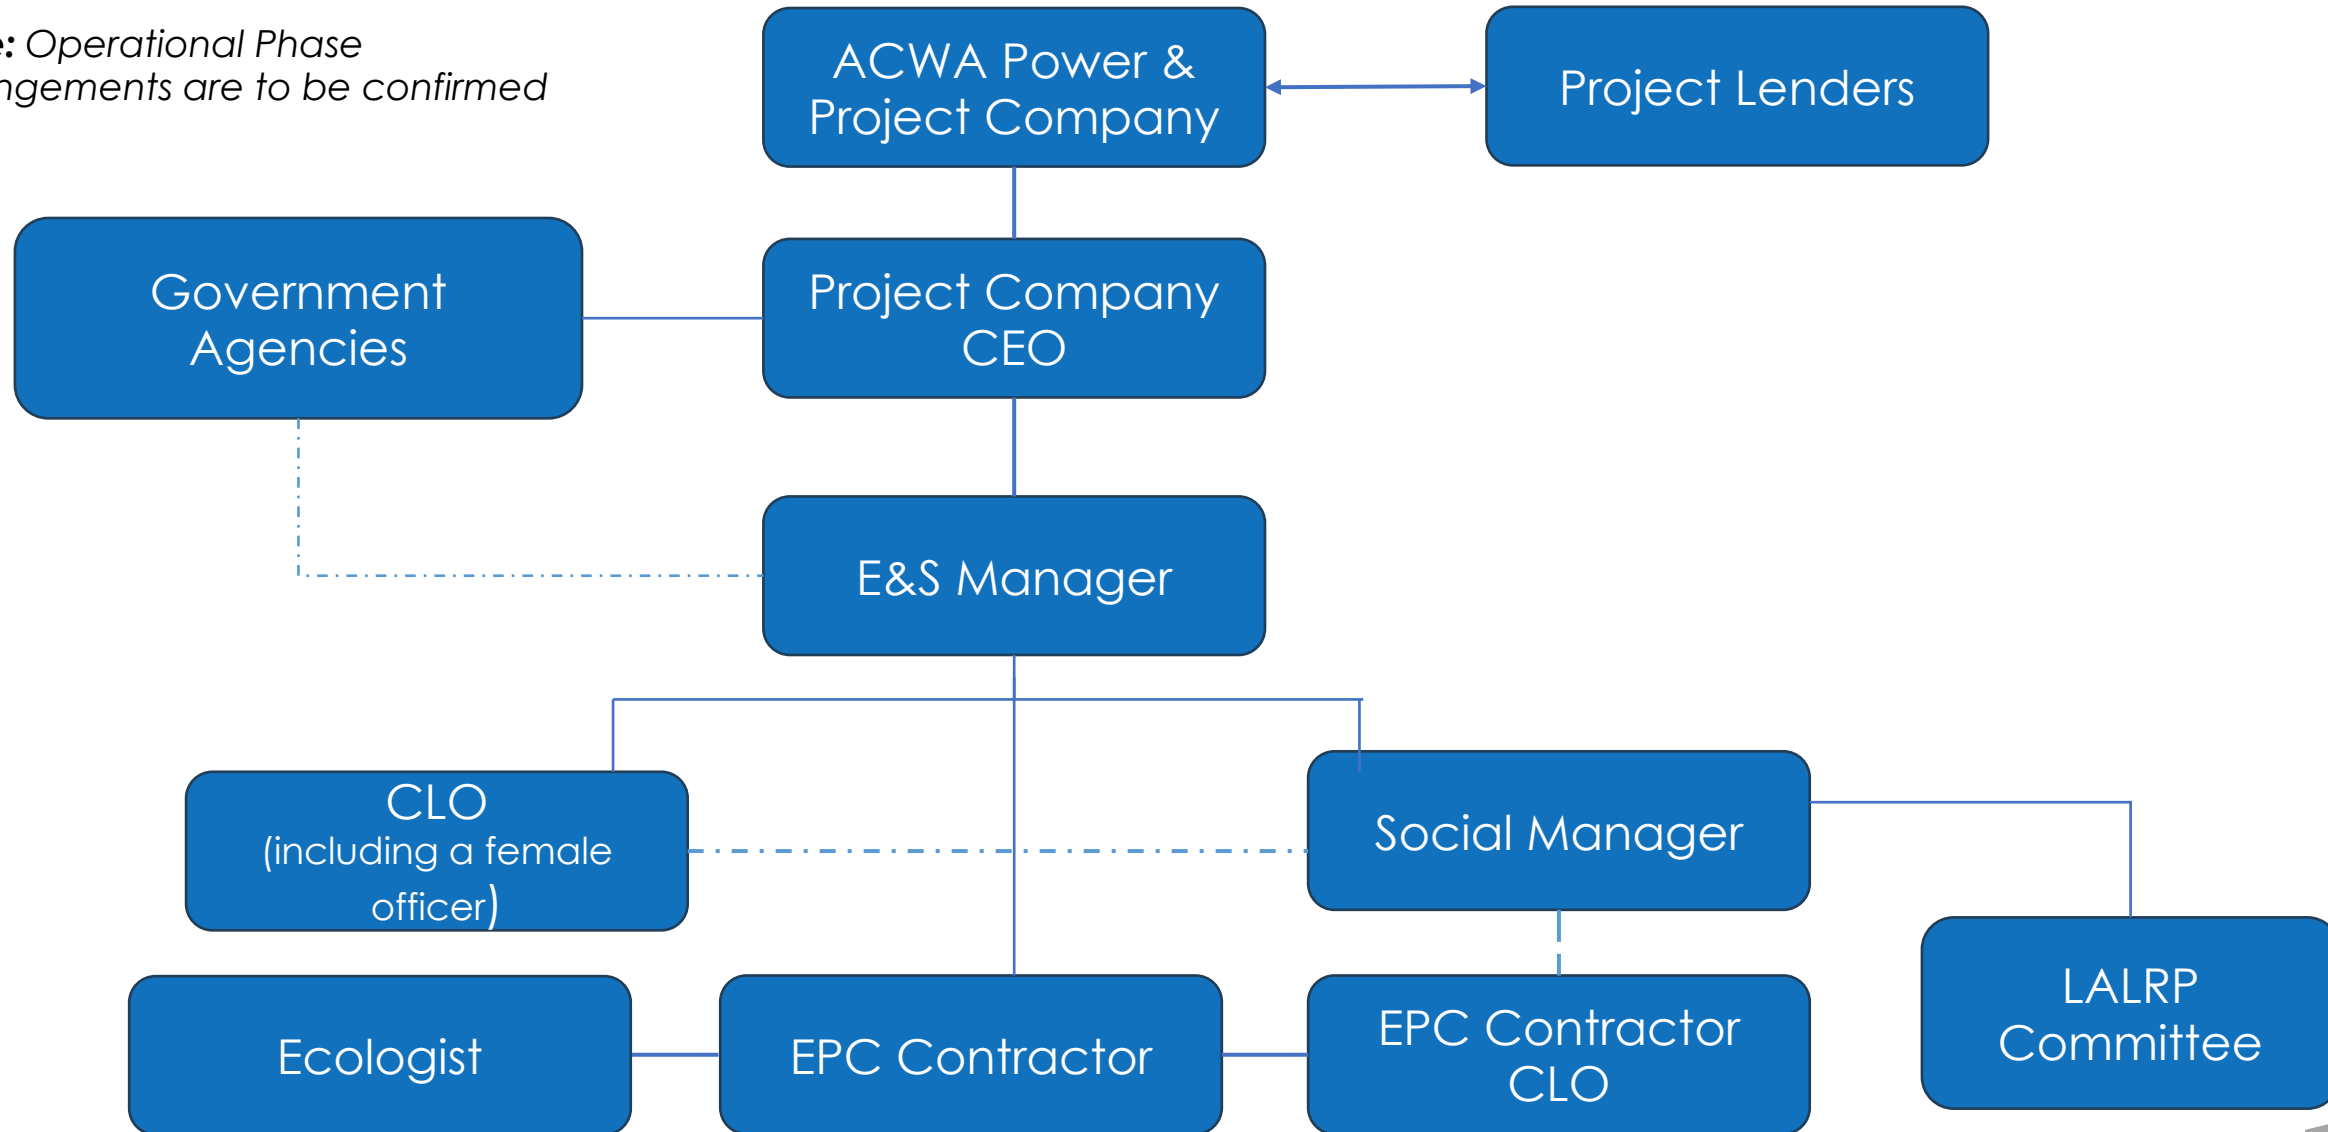 Operational Phase
are to be confirmed
ACWA Power &
Project Company
Project Lenders
Government
Agencies
Project Company
CEO
E&S Manager
CLO
(including a female
officer)
Social Manager
Ecologist
EPC Contractor
EPC Contractor
CLO
LALRP
Committee